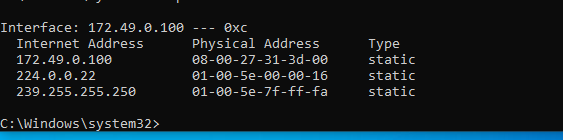 Interface: 172.49.0.100 --- 0xc
Internet Address Physical Address Type
172.49.0.100 08-00-27-31-3d-00 static
224.0.0.22 01-00-5e-00-00-16 static
239.255.255.250 01-00-5e-7f-ff-fa static
C:\Windows\system32>